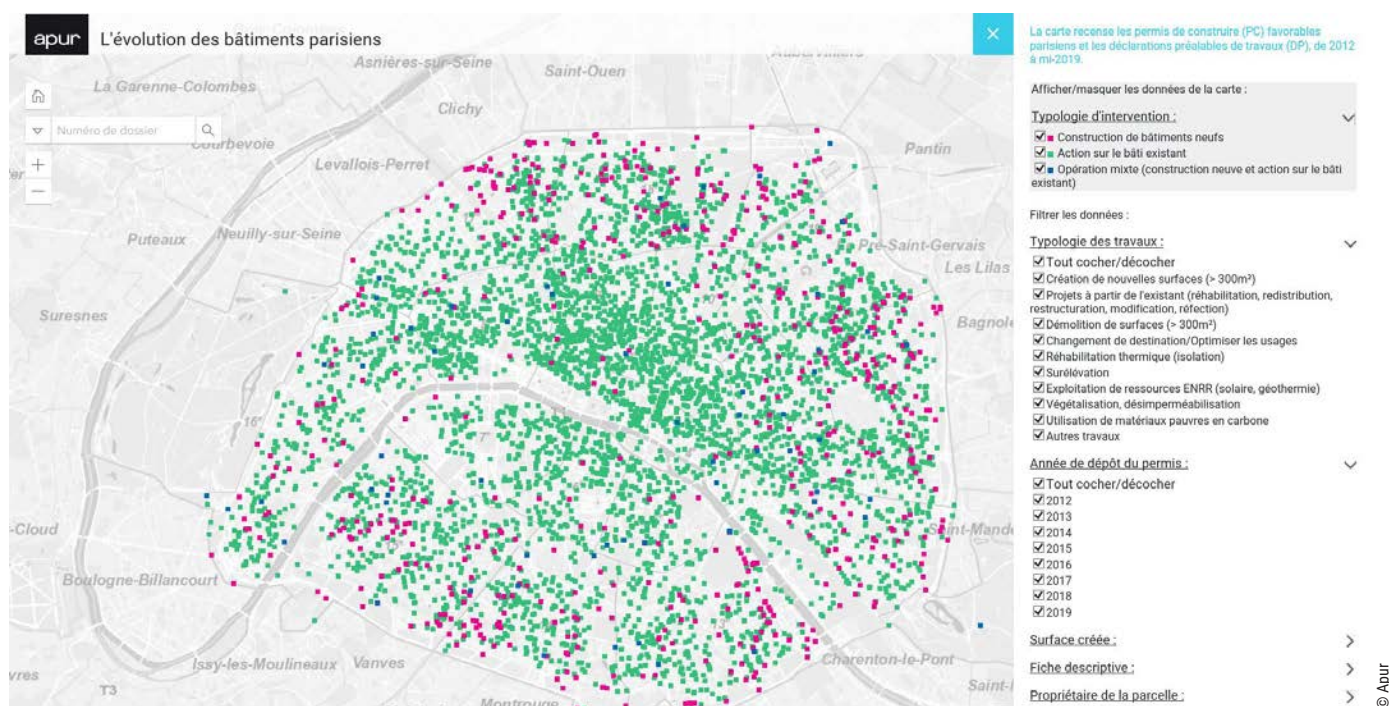 apur
L'évolution des bâtiments parisiens
Numéro de dossier
Asnières-sur-Seine
Saint-Ouen
Aubervilliers
La Garenne-Colombes
Clichy
Courbevoie
Levallois-Perret
Pantin
Puteaux
Neuilly-sur-Seine
Pré-Saint-Gervais
Les Lilas
Suresnes
Bagnole
16°
7°
-Cloud
Saint-Mandé
Boulogne-Billancourt
Issy-les-Moulineaux
Vanves
Charenton-le-Pont
vres
T3
Montrouge
Saint-
La carte recense les permis de construire (PC) favorables
parisiens et les déclarations préalables de travaux (DP), de 2012
à mi-2019.
Afficher/masquer les données de la carte :
Typologie d'intervention :
Construction de bâtiments neufs
Action sur le bâti existant
Opération mixte (construction neuve et action sur le bâti
existant)
Filtrer les données :
Typologie des travaux :
Tout cocher/décocher
Création de nouvelles surfaces (> 300m²)
Projets à partir de l'existant (réhabilitation, redistribution,
restructuration, modification, réfection)
Démolition de surfaces (> 300m²)
Changement de destination/Optimiser les usages
Réhabilitation thermique (isolation)
Surélévation
Exploitation de ressources ENRR (solaire, géothermie)
Végétalisation, désimperméabilisation
Utilisation de matériaux pauvres en carbone
Autres travaux
Année de dépôt du permis :
Tout cocher/décocher
2012
2013
2014
2015
2016
2017
2018
2019
Surface créée :
Fiche descriptive :
Propriétaire de la parcelle :
© Apur